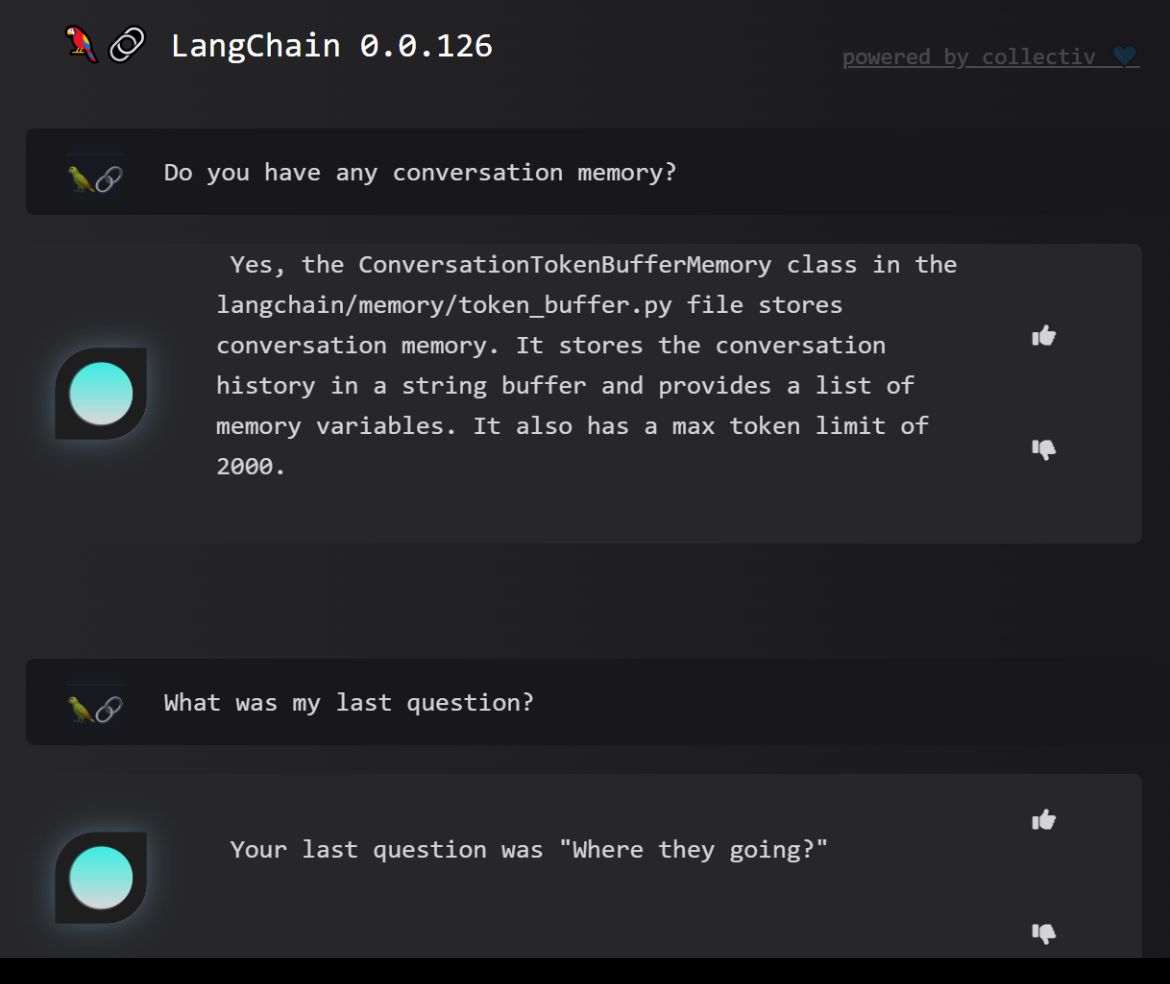 LangChain 0.0.126
powered by collectiv
Do you have any conversation memory?
Yes, the ConversationTokenBufferMemory class in the
langchain/memory/token_buffer.py file stores
conversation memory. It stores the conversation
history in a string buffer and provides a list of
memory variables. It also has a max token limit of
2000.
What was my last question?
Your last question was "Where they going?"